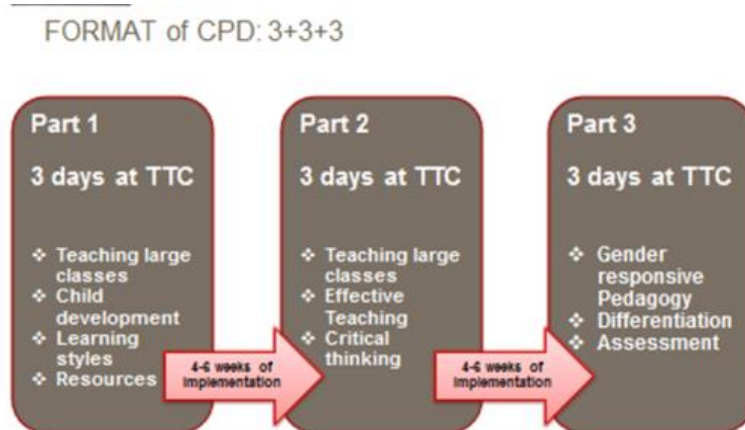 FORMAT of CPD: 3+3+3
Part 1
3 days at TTC
❖ Teaching large
classes
❖ Child
development
❖ Learning
styles
❖ Resources
4-6 weeks of
Implementation
Part 2
3 days at TTC
❖ Teaching large
classes
❖ Effective
Teaching
❖ Critical
thinking
4-6 weeks of
Implementation
Part 3
3 days at TTC
❖ Gender
responsive
Pedagogy
❖ Differentiation
❖ Assessment